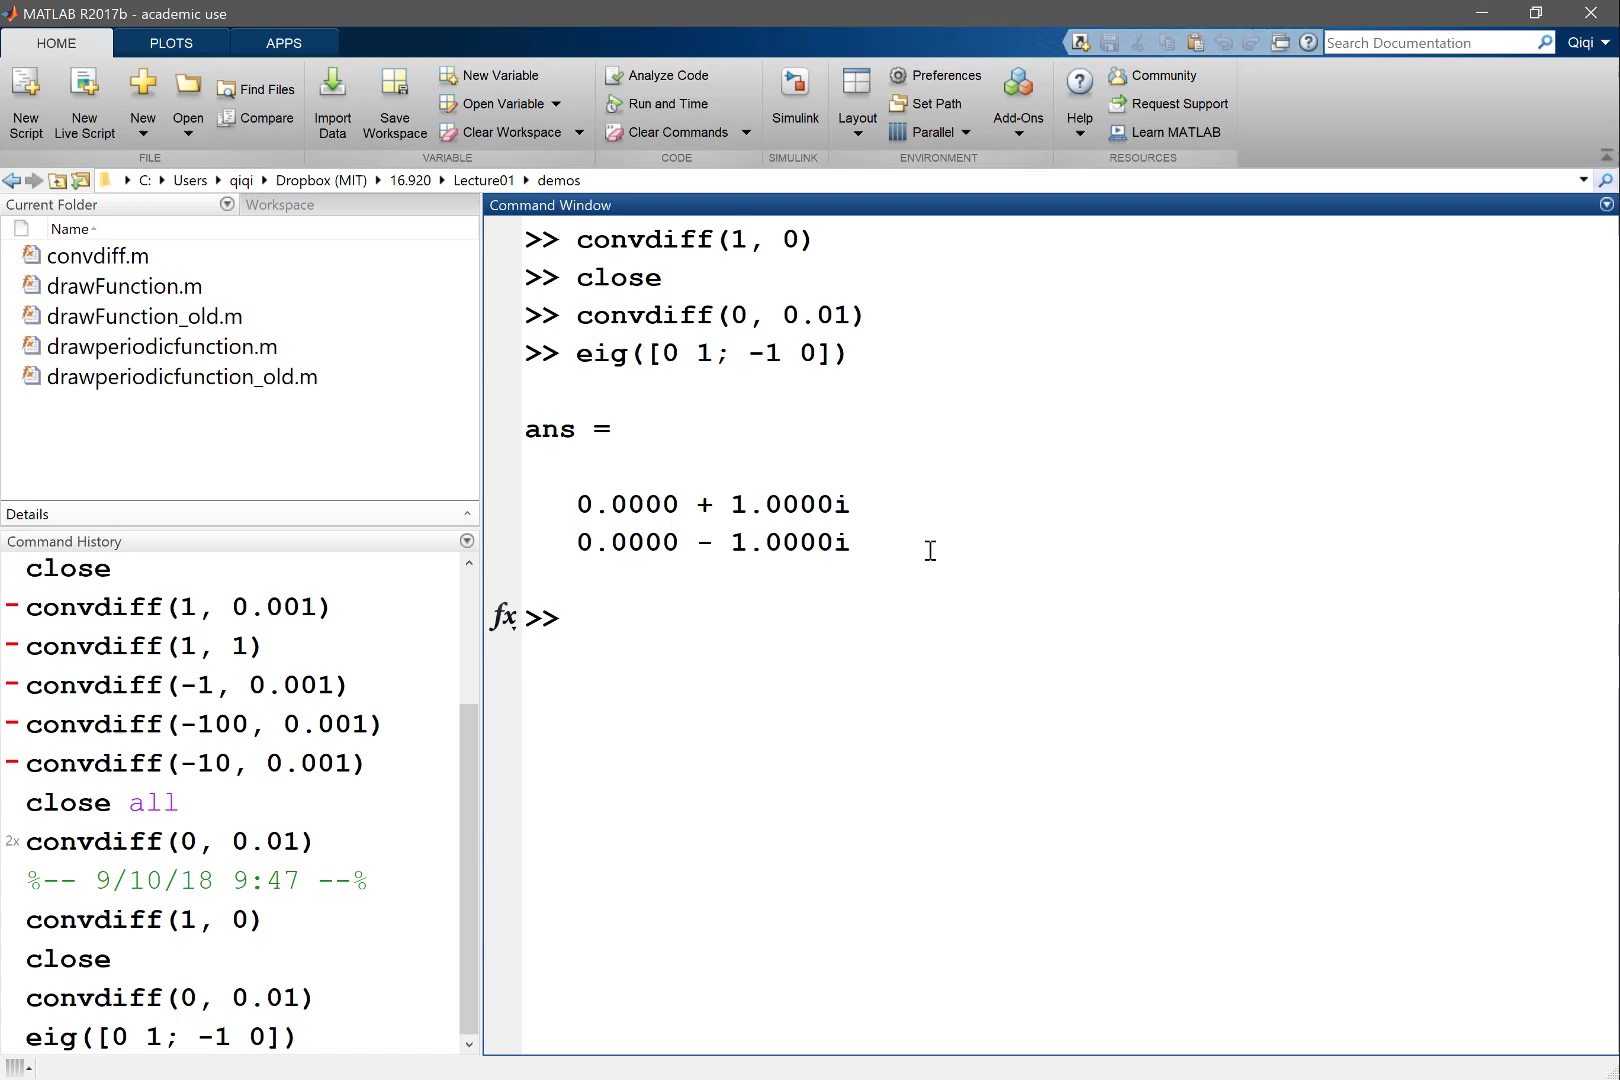 MATLAB R2017b - academic use
HOME
PLOTS
APPS
Search Documentation
Qiqi
New Script
New Live Script
New
Open
Find Files
Compare
FILE
Import Data
Save Workspace
New Variable
Open Variable
Clear Workspace
VARIABLE
Analyze Code
Run and Time
Clear Commands
CODE
Simulink
SIMULINK
Layout
Preferences
Set Path
Parallel
Add-Ons
ENVIRONMENT
Help
Community
Request Support
Learn MATLAB
RESOURCES
C: Users qiqi Dropbox (MIT) 16.920 Lecture01 demos
Current Folder
Workspace
Name
convdiff.m
drawFunction.m
drawFunction_old.m
drawperiodicfunction.m
drawperiodicfunction_old.m
Details
Command History
close
convdiff(1, 0.001)
convdiff(1, 1)
convdiff(-1, 0.001)
convdiff(-100, 0.001)
convdiff(-10, 0.001)
close all
2x convdiff(0, 0.01)
%-- 9/10/18 9:47 --%
convdiff(1, 0)
close
convdiff(0, 0.01)
eig([0 1; -1 0])
Command Window
>> convdiff(1, 0)
>> close
>> convdiff(0, 0.01)
>> eig([0 1; -1 0])
ans =
0.0000 + 1.0000i
0.0000 - 1.0000i
fx >>